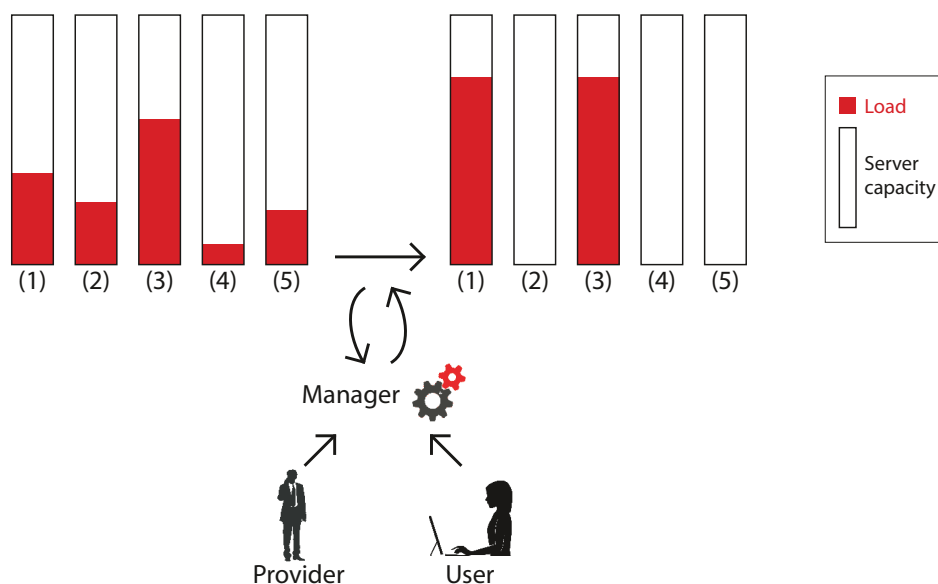 (1) (2) (3) (4) (5)
(1) (2) (3) (4) (5)
Load
Server
capacity
Manager
Provider
User